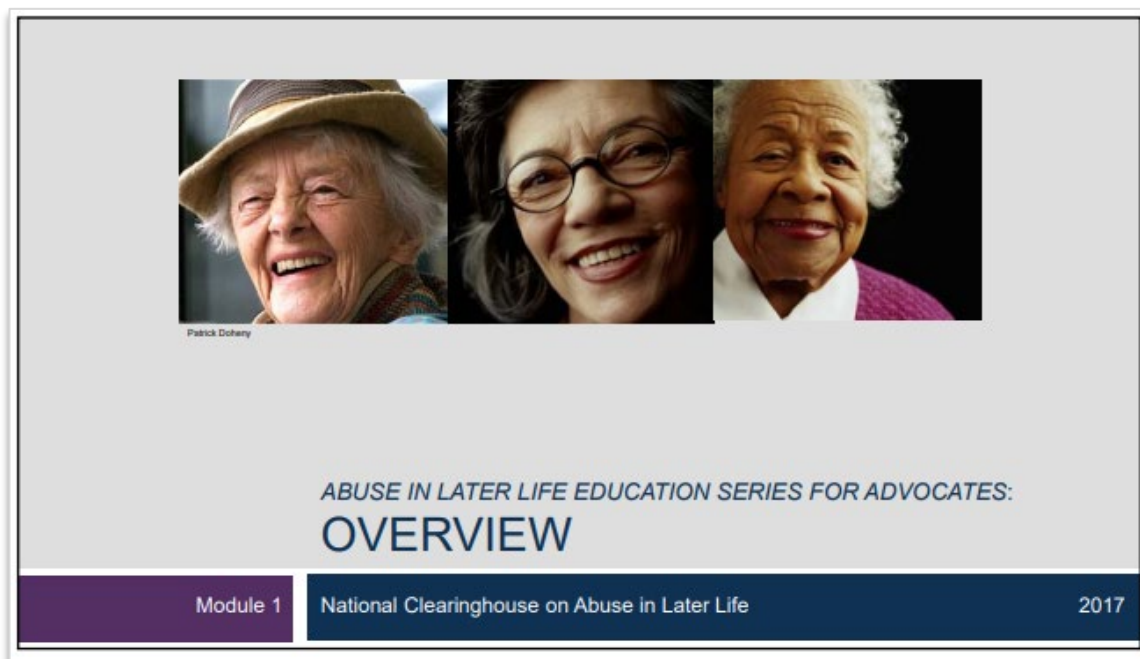 Patrick Doheny
ABUSE IN LATER LIFE EDUCATION SERIES FOR ADVOCATES:
OVERVIEW
Module 1
National Clearinghouse on Abuse in Later Life
2017